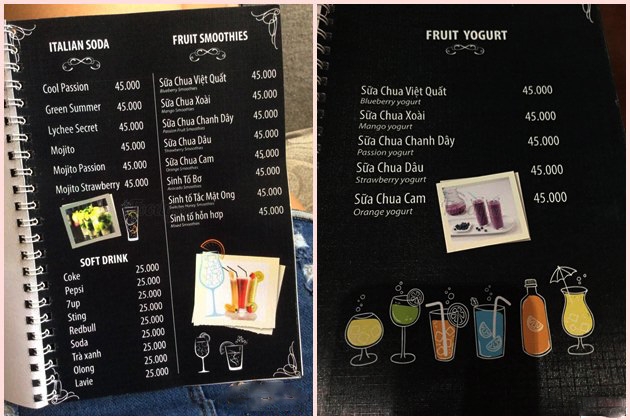 ITALIAN SODA
Cool Passion 45.000
Green Summer 45.000
Lychee Secret 45.000
Mojito 45.000
Mojito Passion 45.000
Mojito Strawberry 45.000
SOFT DRINK
Coke 25.000
Pepsi 25.000
7up 25.000
Sting 25.000
Redbull 25.000
Soda 25.000
Trà xanh 25.000
Olong 25.000
Lavie 25.000
FRUIT SMOOTHIES
Sữa Chua Việt Quất 45.000
Blueberry Smoothies
Sữa Chua Xoài 45.000
Mango Smoothies
Sữa Chua Chanh Dây 45.000
Passion Fruit Smoothies
Sữa Chua Dâu 45.000
Strawberry Smoothies
Sữa Chua Cam 45.000
Orange Smoothies
Sinh Tố Bơ 45.000
Avocado Smoothies
Sinh tố Tắc Mật Ong 45.000
Honey Smoothies
Sinh tố hỗn hợp 45.000
Mixed Smoothies
FRUIT YOGURT
Sữa Chua Việt Quất 45.000
Blueberry yogurt
Sữa Chua Xoài 45.000
Mango yogurt
Sữa Chua Chanh Dây 45.000
Passion yogurt
Sữa Chua Dâu 45.000
Strawberry yogurt
Sữa Chua Cam 45.000
Orange yogurt